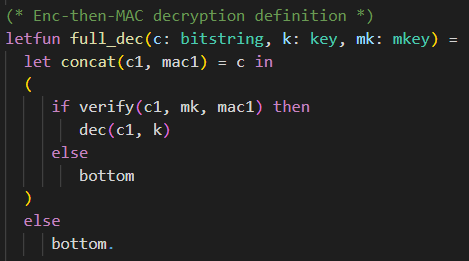 (* Enc-then-MAC decryption definition *)
letfun full_dec(c: bitstring, k: key, mk: mkey) =
  let concat(c1, mac1) = c in
  (
    if verify(c1, mk, mac1) then
      dec(c1, k)
    else
      bottom
  )
  else
    bottom.